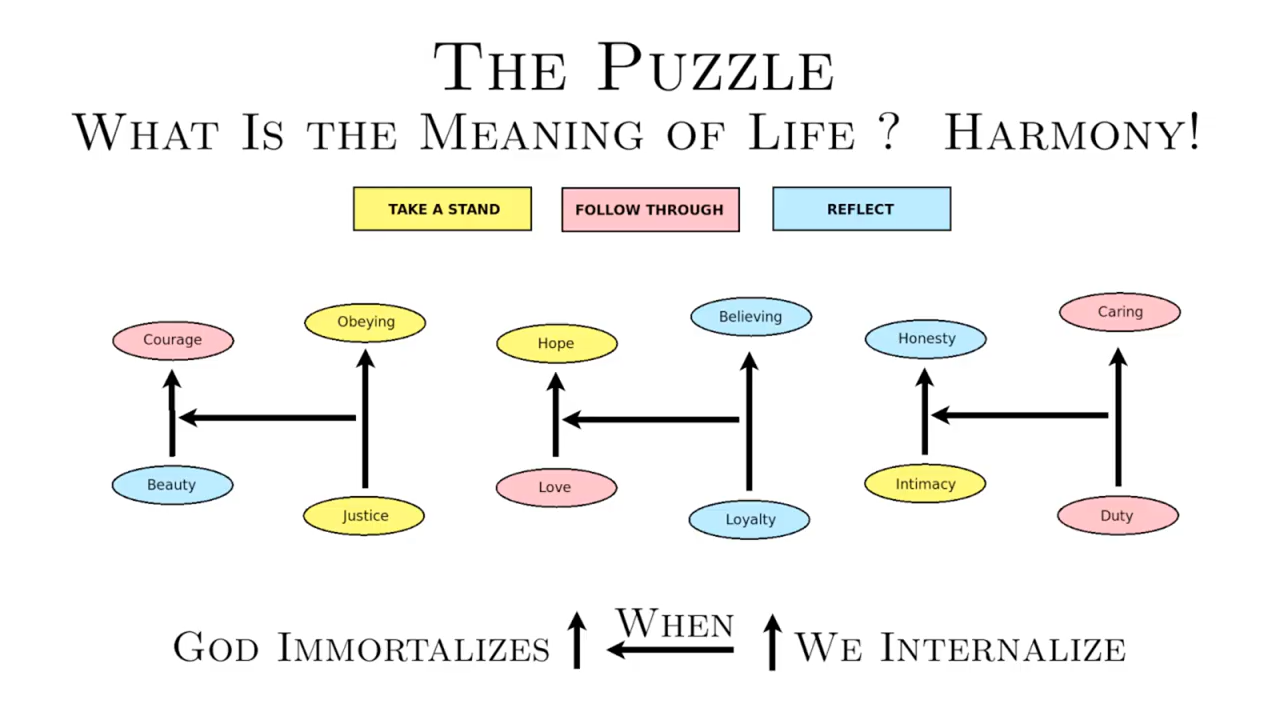 THE PUZZLE
WHAT IS THE MEANING OF LIFE ? HARMONY!
TAKE A STAND
FOLLOW THROUGH
REFLECT
Courage
Obeying
Hope
Believing
Honesty
Caring
Beauty
Justice
Love
Loyalty
Intimacy
Duty
GOD IMMORTALIZES WHEN WE INTERNALIZE